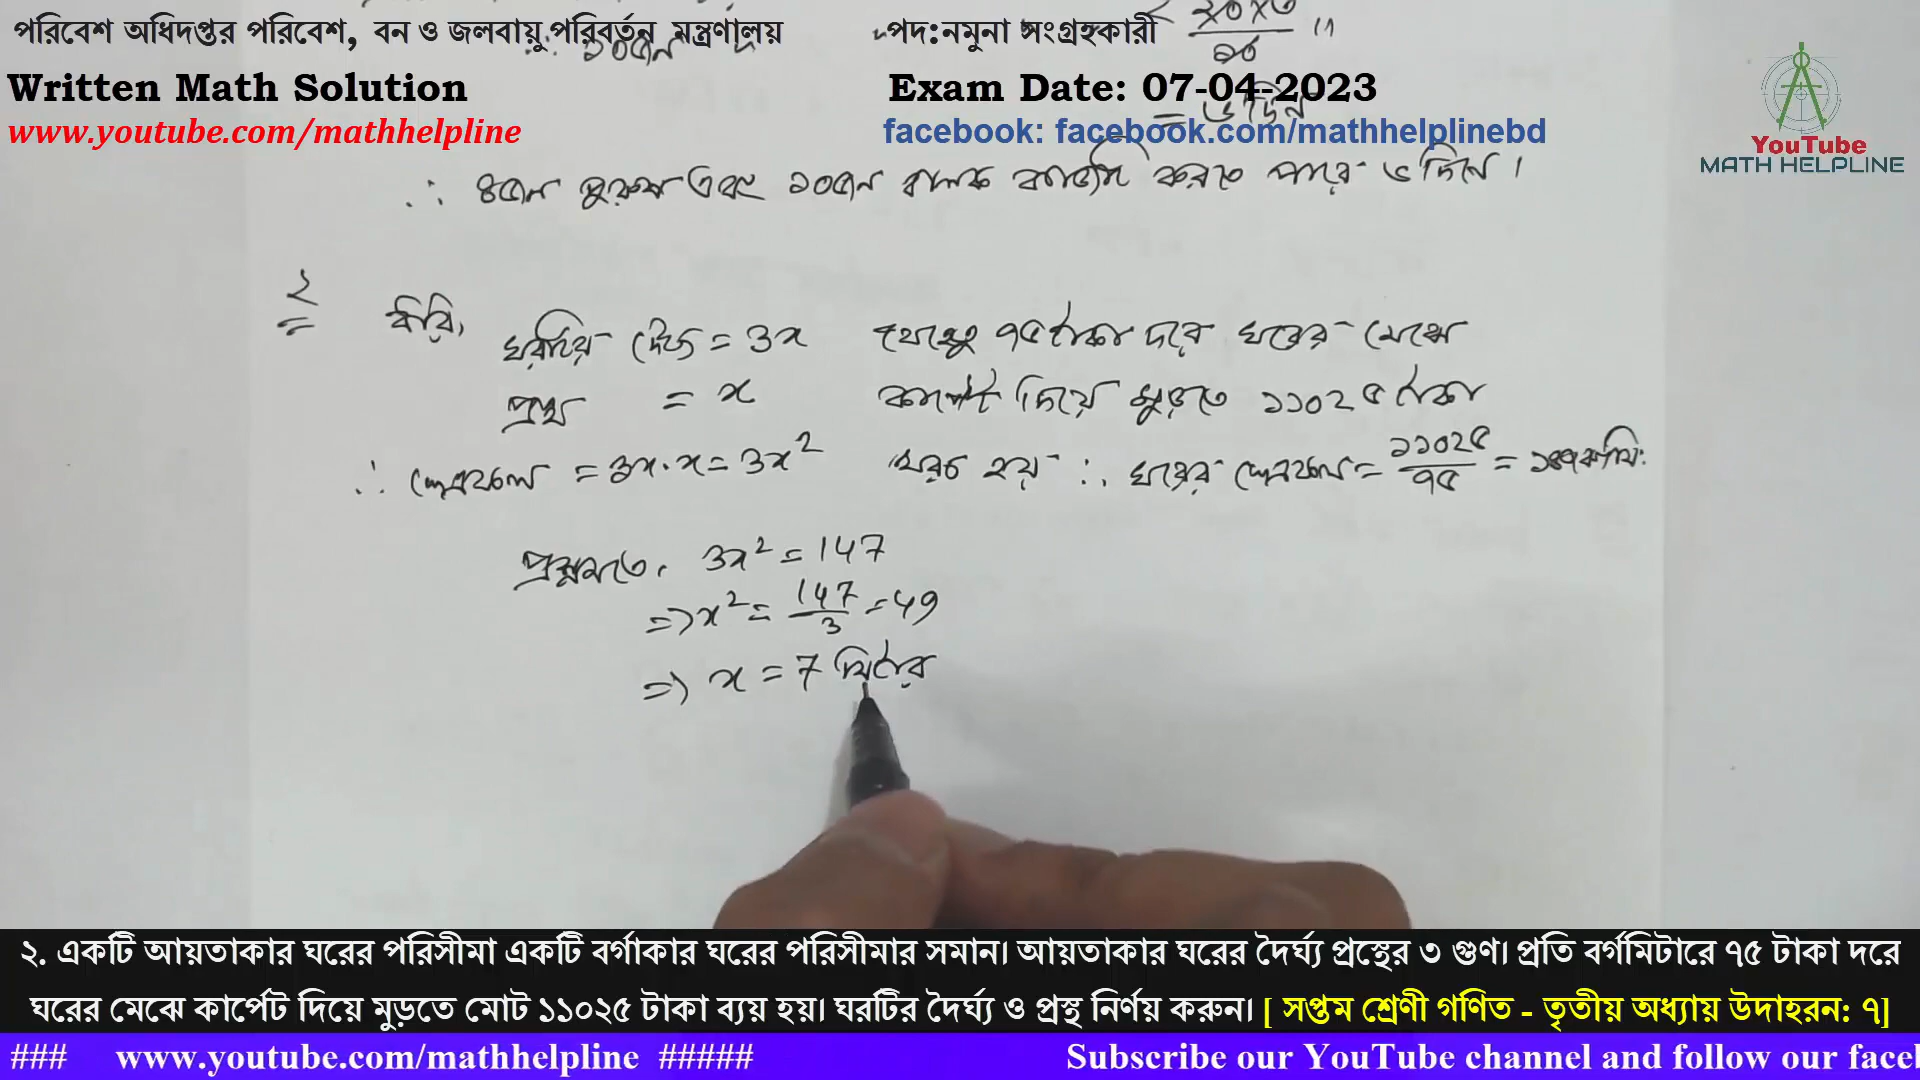 পরিবেশ অধিদপ্তর পরিবেশ, বন ও জলবায়ু পরিবর্তন মন্ত্রণালয়
পদ:নমুনা সংগ্রহকারী
Written Math Solution
Exam Date: 07-04-2023
www.youtube.com/mathhelpline
facebook: facebook.com/mathhelplinebd
YouTube
MATH HELPLINE
∴ ৪জন পুরুষ এবং ১০জন বালক কাজটি করতে পারে ৬ দিনে।
২
ধরি,
ঘরটির দৈর্ঘ্য = 3x
প্রস্থ = x
∴ ক্ষেত্রফল = 3x·x = 3x²
যেহেতু ৭৫ টাকা দরে ঘরের মেঝে
কার্পেট দিয়ে মুড়তে ১১০২৫ টাকা
খরচ হয় ∴ ঘরের ক্ষেত্রফল = ১১০২৫/৭৫ = ১৪৭ বর্গমি:
প্রশ্নমতে, 3x² = 147
=> x² = 147/3 = 49
=> x = 7 মিটার
২. একটি আয়তাকার ঘরের পরিসীমা একটি বর্গাকার ঘরের পরিসীমার সমান। আয়তাকার ঘরের দৈর্ঘ্য প্রস্থের ৩ গুণ। প্রতি বর্গমিটারে ৭৫ টাকা দরে
ঘরের মেঝে কার্পেট দিয়ে মুড়তে মোট ১১০২৫ টাকা ব্যয় হয়। ঘরটির দৈর্ঘ্য ও প্রস্থ নির্ণয় করুন। [ সপ্তম শ্রেণী গণিত - তৃতীয় অধ্যায় উদাহরন: ৭]
### www.youtube.com/mathhelpline ##### Subscribe our YouTube channel and follow our facel